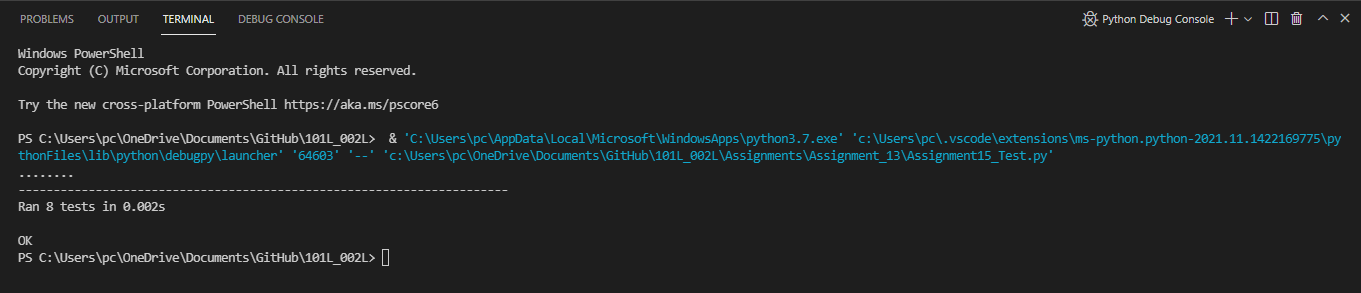 PROBLEMS OUTPUT TERMINAL DEBUG CONSOLE Python Debug Console
Windows PowerShell
Copyright (C) Microsoft Corporation. All rights reserved.
Try the new cross-platform PowerShell https://aka.ms/pscore6
PS C:\Users\pc\OneDrive\Documents\GitHub\101L_002L>  & 'C:\Users\pc\AppData\Local\Microsoft\WindowsApps\python3.7.exe' 'c:\Users\pc\.vscode\extensions\ms-python.python-2021.11.1422169775\py
thonFiles\lib\python\debugpy\launcher' '64603' '--' 'c:\Users\pc\OneDrive\Documents\GitHub\101L_002L\Assignments\Assignment_13\Assignment15_Test.py'
........
----------------------------------------------------------------------
Ran 8 tests in 0.002s
OK
PS C:\Users\pc\OneDrive\Documents\GitHub\101L_002L>